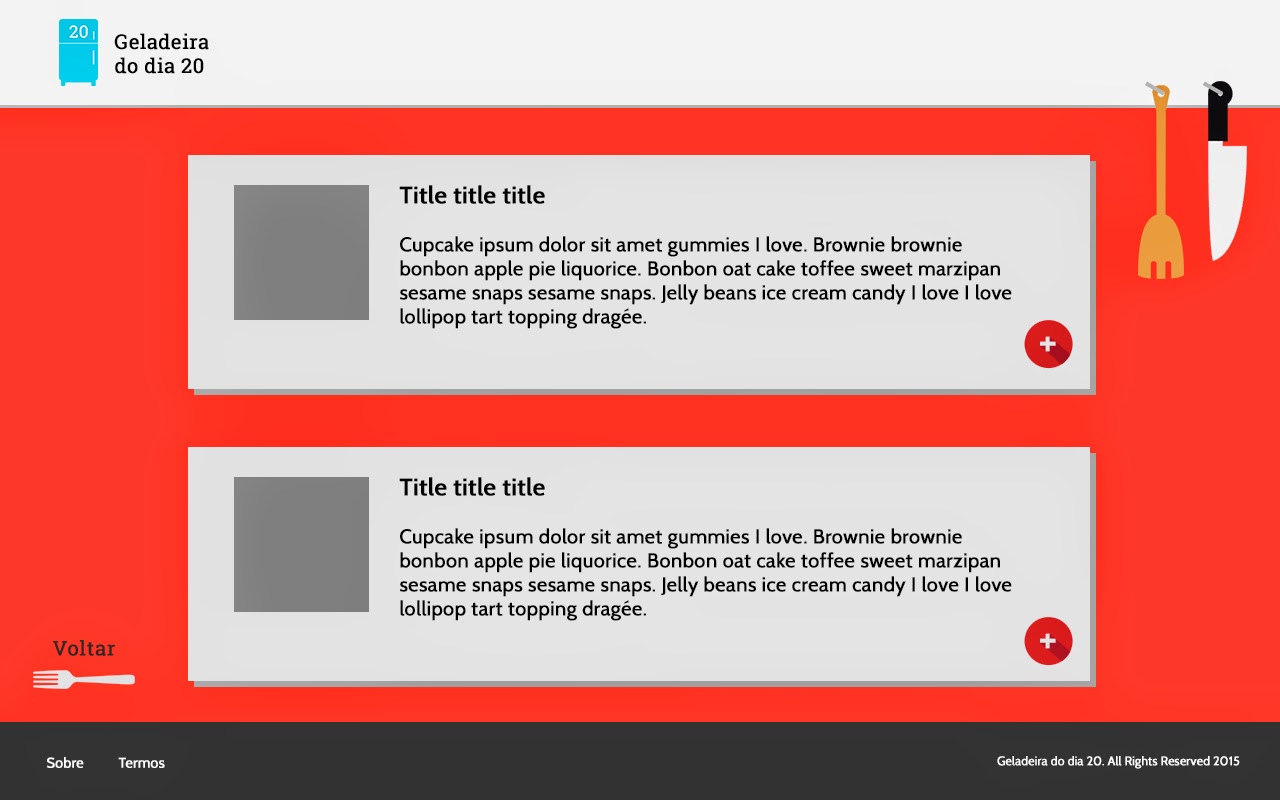 20
Geladeira
do dia 20
Title title title
Cupcake ipsum dolor sit amet gummies I love. Brownie brownie
bonbon apple pie liquorice. Bonbon oat cake toffee sweet marzipan
sesame snaps sesame snaps. Jelly beans ice cream candy I love I love
lollipop tart topping dragée.
+
Title title title
Cupcake ipsum dolor sit amet gummies I love. Brownie brownie
bonbon apple pie liquorice. Bonbon oat cake toffee sweet marzipan
sesame snaps sesame snaps. Jelly beans ice cream candy I love I love
lollipop tart topping dragée.
+
Voltar
Sobre Termos
Geladeira do dia 20. All Rights Reserved 2015